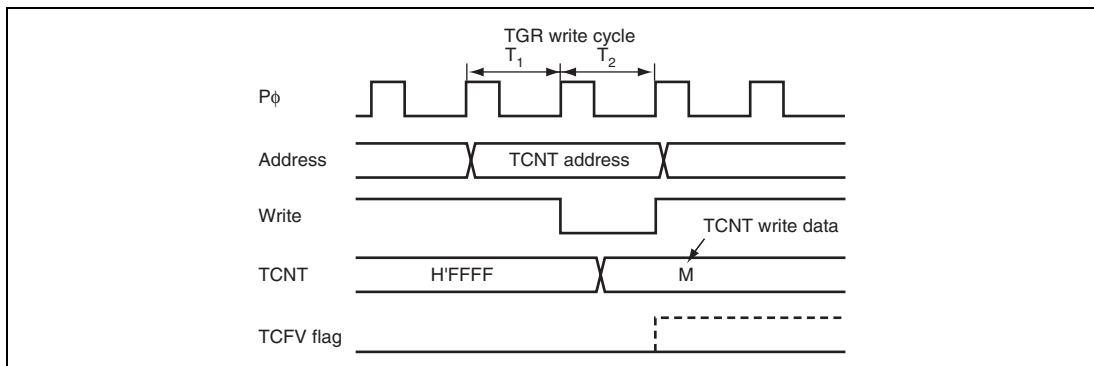 TGR write cycle
T1 T2
Pϕ
Address TCNT address
Write
TCNT write data
TCNT H'FFFF M
TCFV flag